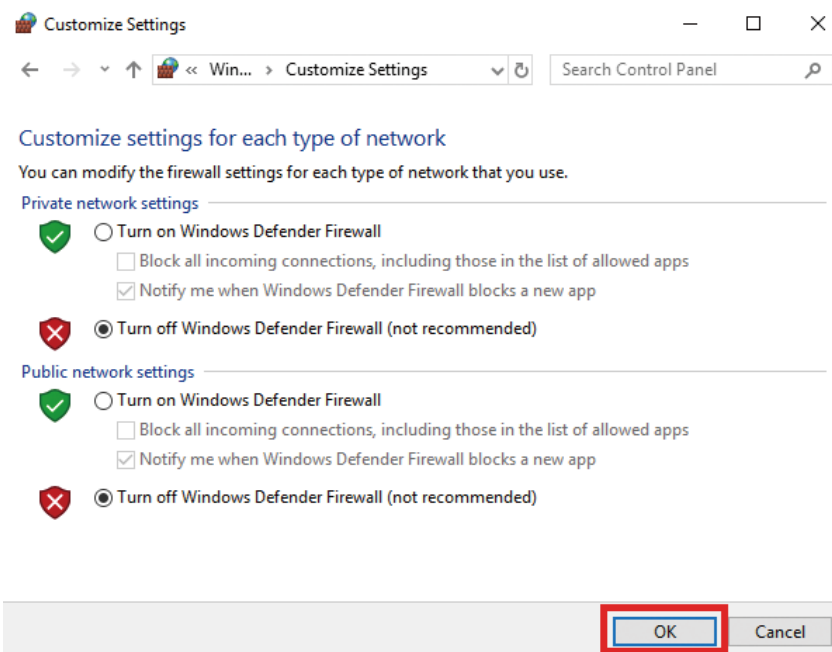 Customize Settings
« Win... > Customize Settings
Search Control Panel
Customize settings for each type of network
You can modify the firewall settings for each type of network that you use.
Private network settings
Turn on Windows Defender Firewall
Block all incoming connections, including those in the list of allowed apps
Notify me when Windows Defender Firewall blocks a new app
Turn off Windows Defender Firewall (not recommended)
Public network settings
Turn on Windows Defender Firewall
Block all incoming connections, including those in the list of allowed apps
Notify me when Windows Defender Firewall blocks a new app
Turn off Windows Defender Firewall (not recommended)
OK
Cancel